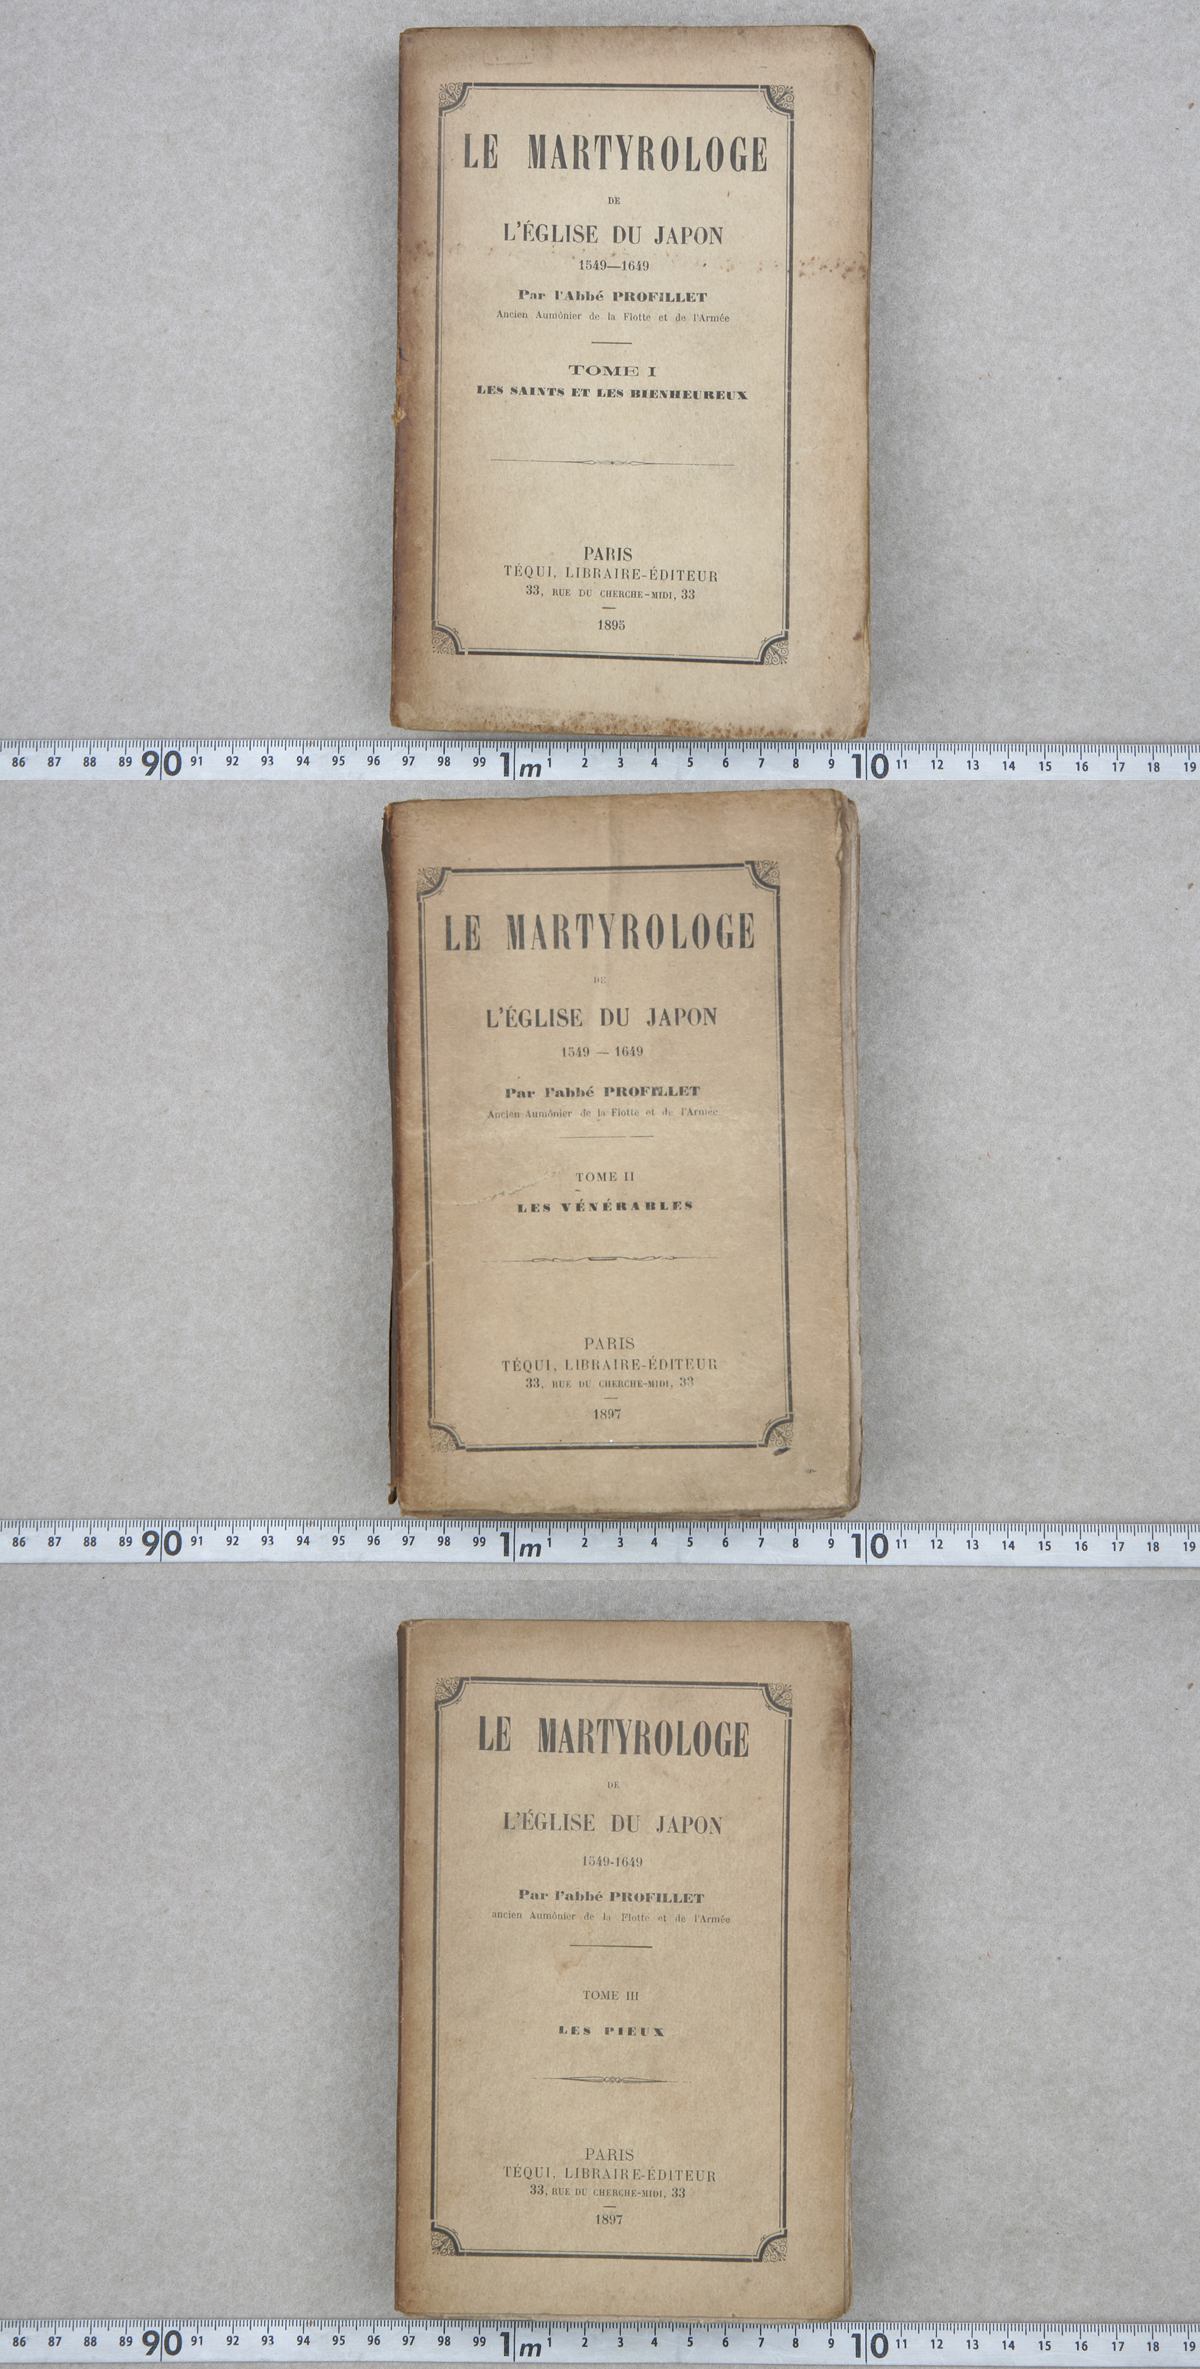 LE MARTYROLOGE
DE
L'ÉGLISE DU JAPON
1549—1649
Par l'Abbé PROFILLET
Ancien Aumônier de la Flotte et de l'Armée
TOME I
LES SAINTS ET LES BIENHEUREUX
PARIS
TÉQUI, LIBRAIRE-ÉDITEUR
33, RUE DU CHERCHE-MIDI, 33
1895
86 87 88 89 90 91 92 93 94 95 96 97 98 99 1m 1 2 3 4 5 6 7 8 9 10 11 12 13 14 15 16 17 18 19
LE MARTYROLOGE
DE
L'ÉGLISE DU JAPON
1549 — 1649
Par l'abbé PROFILLET
Ancien Aumônier de la Flotte et de l'Armée
TOME II
LES VÉNÉRABLES
PARIS
TÉQUI, LIBRAIRE-ÉDITEUR
33, RUE DU CHERCHE-MIDI, 33
1897
86 87 88 89 90 91 92 93 94 95 96 97 98 99 1m 1 2 3 4 5 6 7 8 9 10 11 12 13 14 15 16 17 18 19
LE MARTYROLOGE
DE
L'ÉGLISE DU JAPON
1549-1649
Par l'abbé PROFILLET
ancien Aumônier de la Flotte et de l'Armée
TOME III
LES PIEUX
PARIS
TÉQUI, LIBRAIRE-ÉDITEUR
33, RUE DU CHERCHE-MIDI, 33
1897
86 87 88 89 90 91 92 93 94 95 96 97 98 99 1m 1 2 3 4 5 6 7 8 9 10 11 12 13 14 15 16 17 18 19